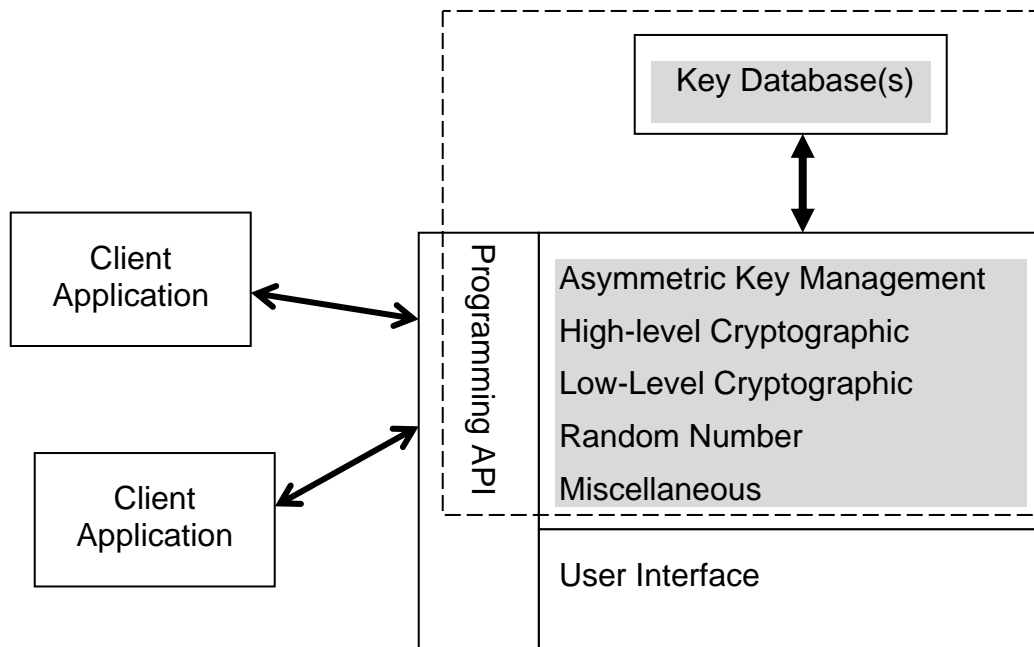 Key Database(s)
Client
Application
Programming API
Asymmetric Key Management
High-level Cryptographic
Low-Level Cryptographic
Random Number
Miscellaneous
Client
Application
User Interface